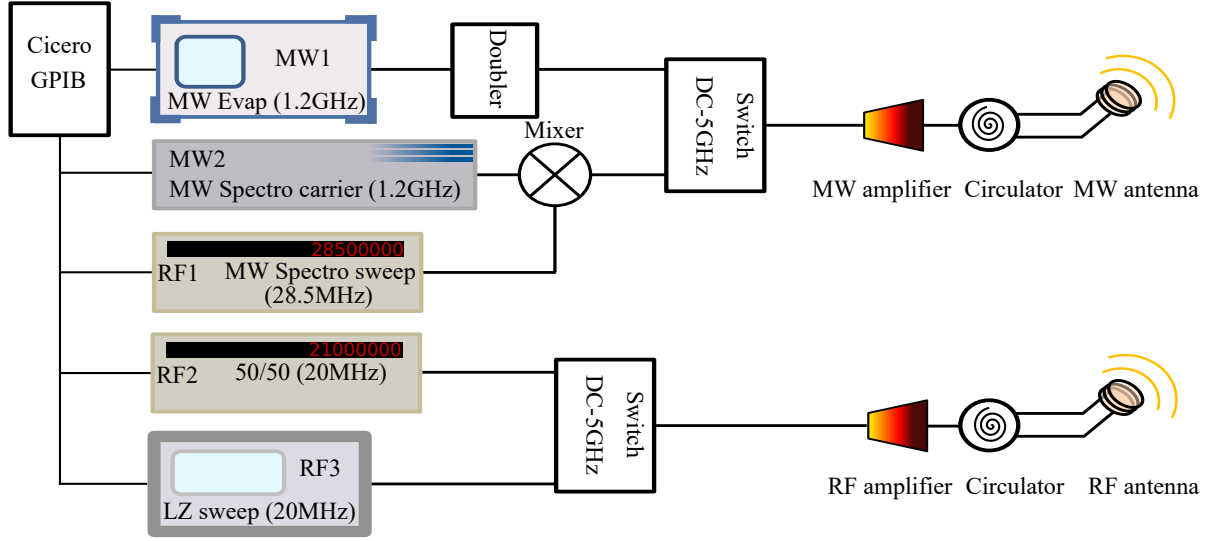 Cicero
GPIB
MW1
MW Evap (1.2GHz)
Doubler
Switch
DC-5GHz
Mixer
MW2
MW Spectro carrier (1.2GHz)
MW amplifier
Circulator
MW antenna
28500000
RF1
MW Spectro sweep
(28.5MHz)
21000000
RF2
50/50 (20MHz)
Switch
DC-5GHz
RF3
LZ sweep (20MHz)
RF amplifier
Circulator
RF antenna